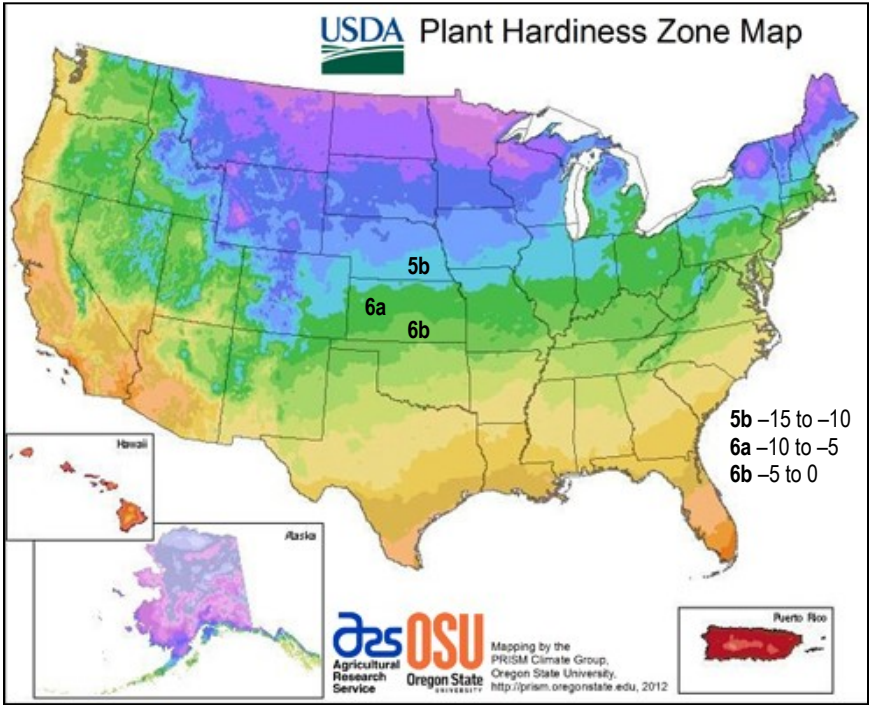 USDA Plant Hardiness Zone Map
5b
6a
6b
5b –15 to –10
6a –10 to –5
6b –5 to 0
Hawaii
Alaska
Puerto Rico
ars OSU
Agricultural
Research
Service
Oregon State
UNIVERSITY
Mapping by the
PRISM Climate Group,
Oregon State University,
http://prism.oregonstate.edu, 2012